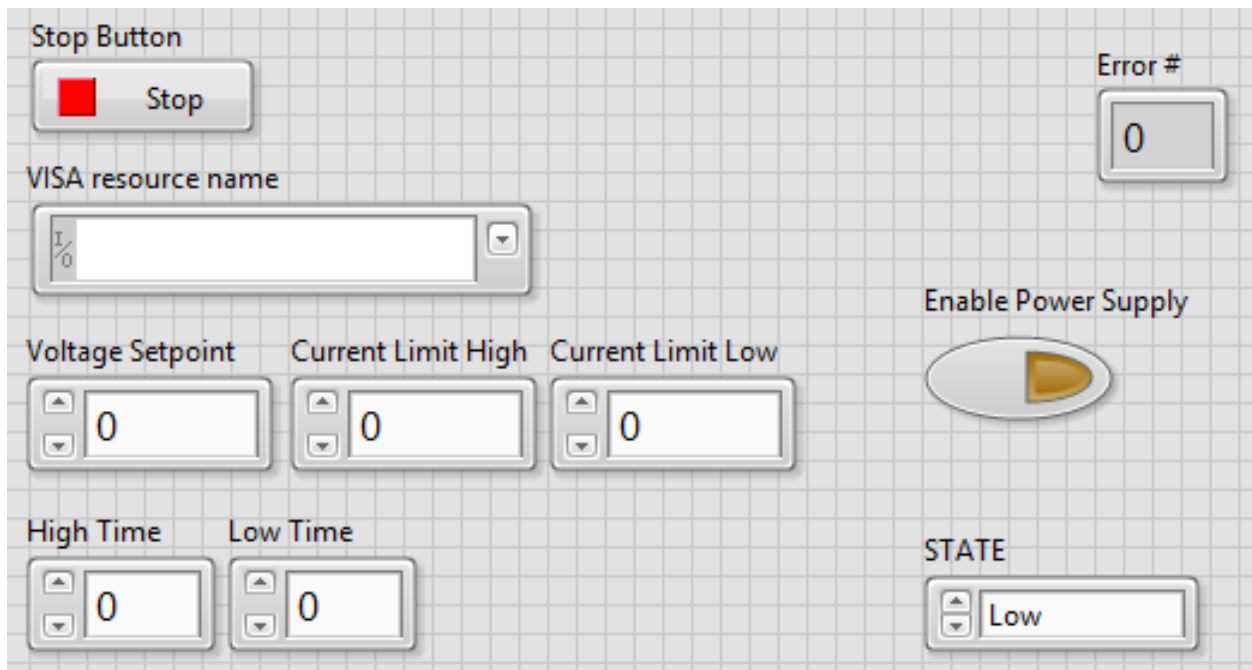 Stop Button
Stop
Error #
0
VISA resource name
I/O
Enable Power Supply
Voltage Setpoint
Current Limit High
Current Limit Low
0
0
0
High Time
Low Time
0
0
STATE
Low